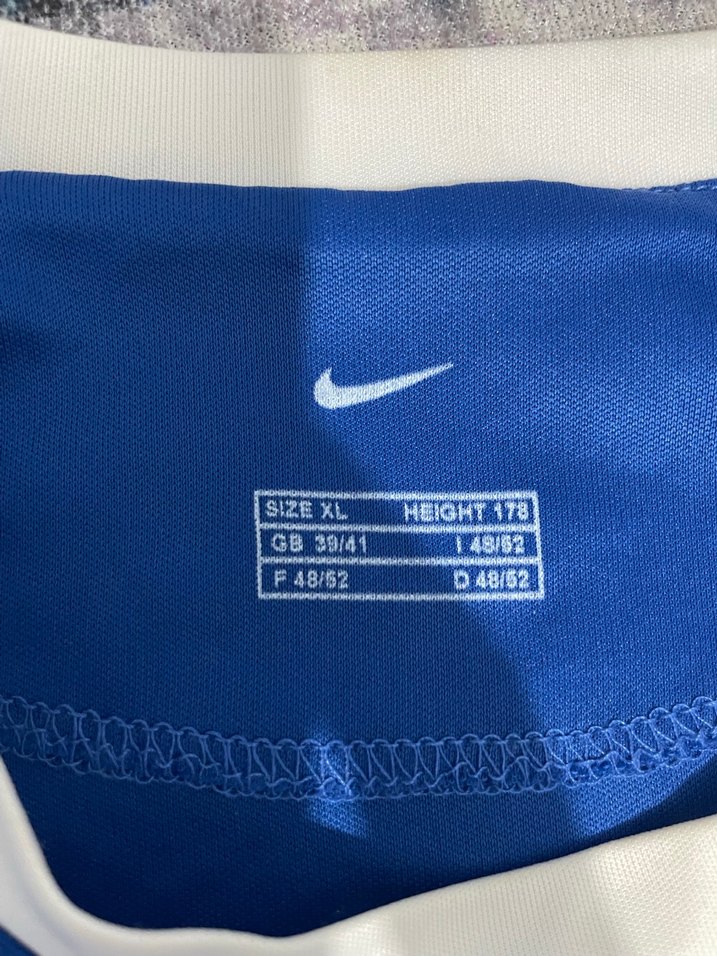 SIZE XL HEIGHT 178
GB 39/41 I 48/52
F 48/52 D 48/52